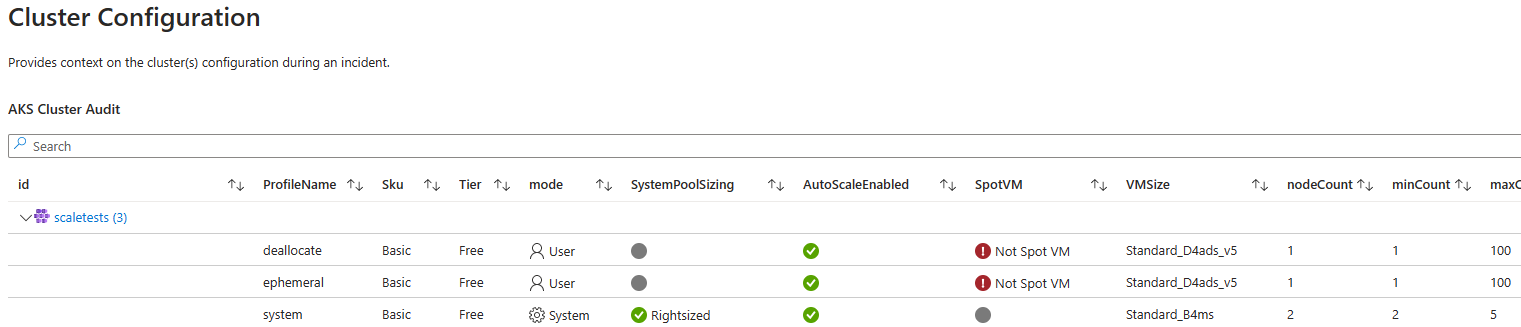 Cluster Configuration
Provides context on the cluster(s) configuration during an incident.
AKS Cluster Audit
Search
id ProfileName Sku Tier mode SystemPoolSizing AutoScaleEnabled SpotVM VMSize nodeCount minCount maxC
scaletests (3)
deallocate Basic Free User Not Spot VM Standard_D4ads_v5 1 1 100
ephemeral Basic Free User Not Spot VM Standard_D4ads_v5 1 1 100
system Basic Free System Rightsized Standard_B4ms 2 2 5